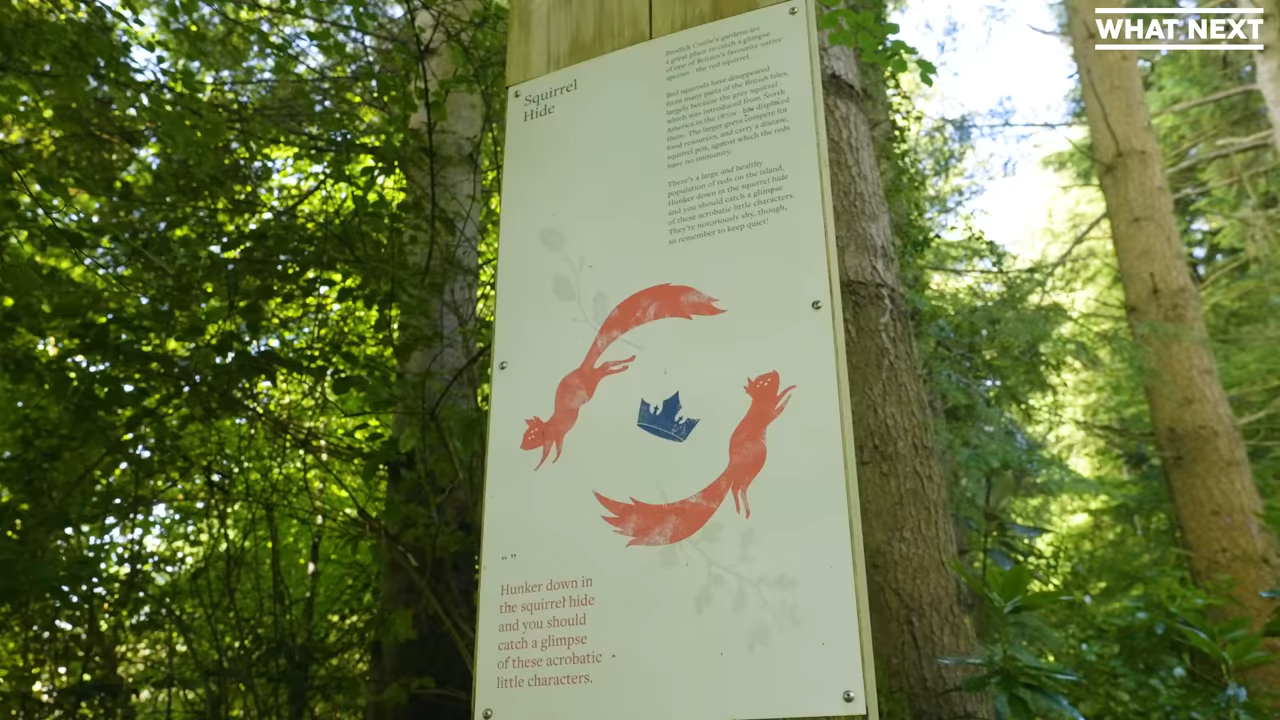 WHAT NEXT
Squirrel
Hide
Brodick Castle's gardens are
a great place to catch a glimpse
of one of Britain's favourite native
species - the red squirrel.
Red squirrels have disappeared
from many parts of the British Isles,
largely because the grey squirrel -
which was introduced from North
America in the - has displaced
them. The larger greys compete for
food resources, and carry a disease,
squirrel pox, against which the reds
have no immunity.
There's a large and healthy
population of reds on the island.
Hunker down in the squirrel hide
and you should catch a glimpse
of these acrobatic little characters.
They're notoriously shy, though,
so remember to keep quiet!
“ ”
Hunker down in
the squirrel hide
and you should
catch a glimpse
of these acrobatic
little characters.